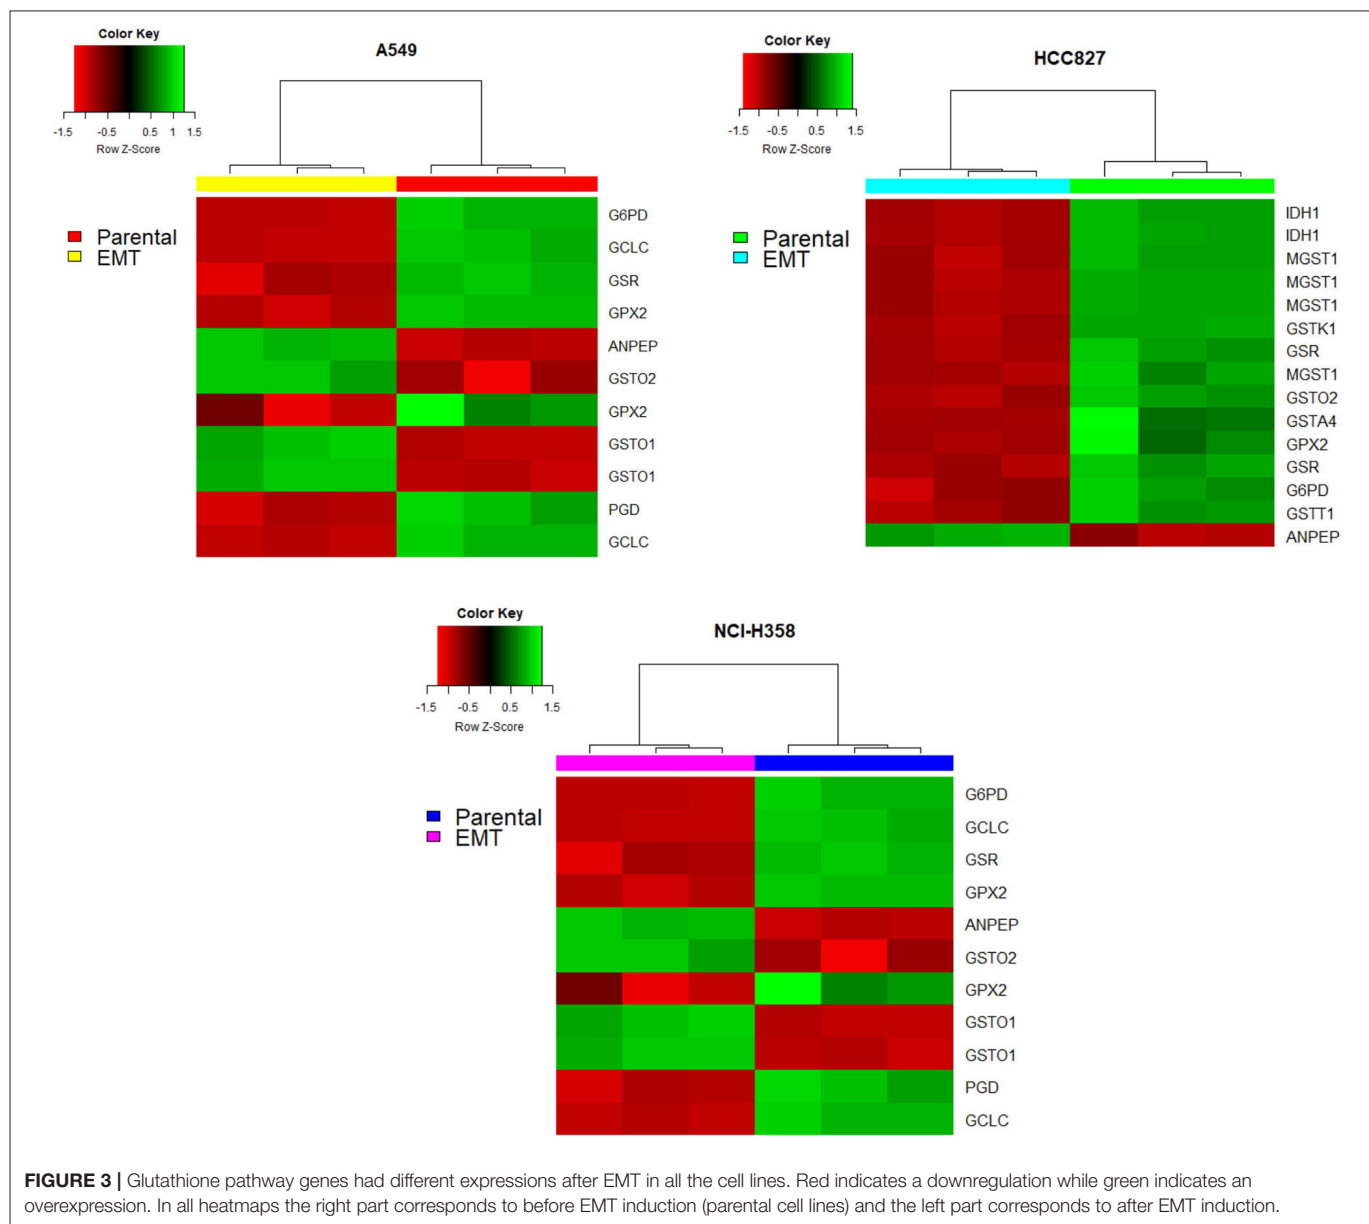 Color Key
-1.5 -0.5 0.5 1 1.5
Row Z-Score
A549
Parental
EMT
G6PD
GCLC
GSR
GPX2
ANPEP
GSTO2
GPX2
GSTO1
GSTO1
PGD
GCLC
Color Key
-1.5 -0.5 0.5 1.5
Row Z-Score
HCC827
Parental
EMT
IDH1
IDH1
MGST1
MGST1
MGST1
GSTK1
GSR
MGST1
GSTO2
GSTA4
GPX2
GSR
G6PD
GSTT1
ANPEP
Color Key
-1.5 -0.5 0.5 1.5
Row Z-Score
NCI-H358
Parental
EMT
G6PD
GCLC
GSR
GPX2
ANPEP
GSTO2
GPX2
GSTO1
GSTO1
PGD
GCLC
FIGURE 3 | Glutathione pathway genes had different expressions after EMT in all the cell lines. Red indicates a downregulation while green indicates an
overexpression. In all heatmaps the right part corresponds to before EMT induction (parental cell lines) and the left part corresponds to after EMT induction.